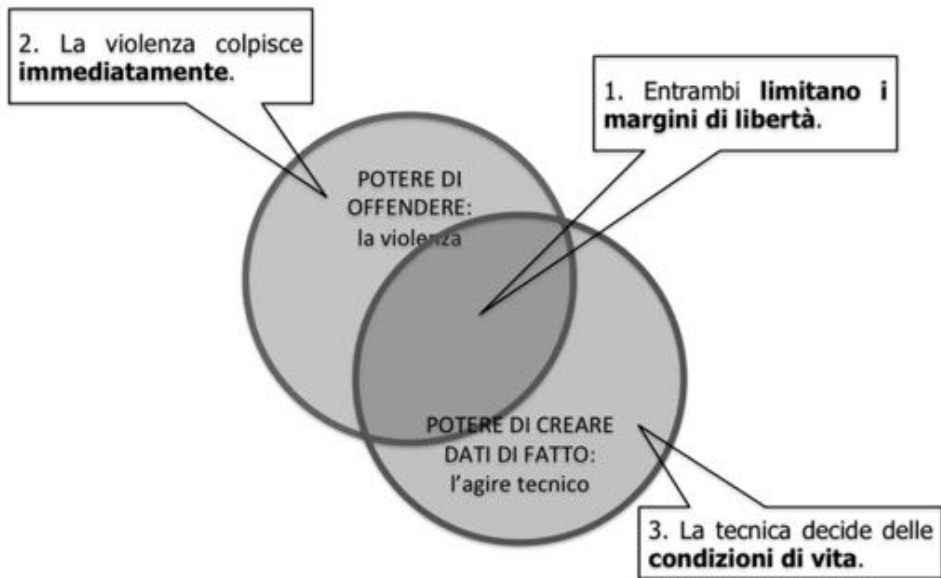 2. La violenza colpisce
immediatamente.
1. Entrambi limitano i
margini di libertà.
POTERE DI
OFFENDERE:
la violenza
POTERE DI CREARE
DATI DI FATTO:
l'agire tecnico
3. La tecnica decide delle
condizioni di vita.